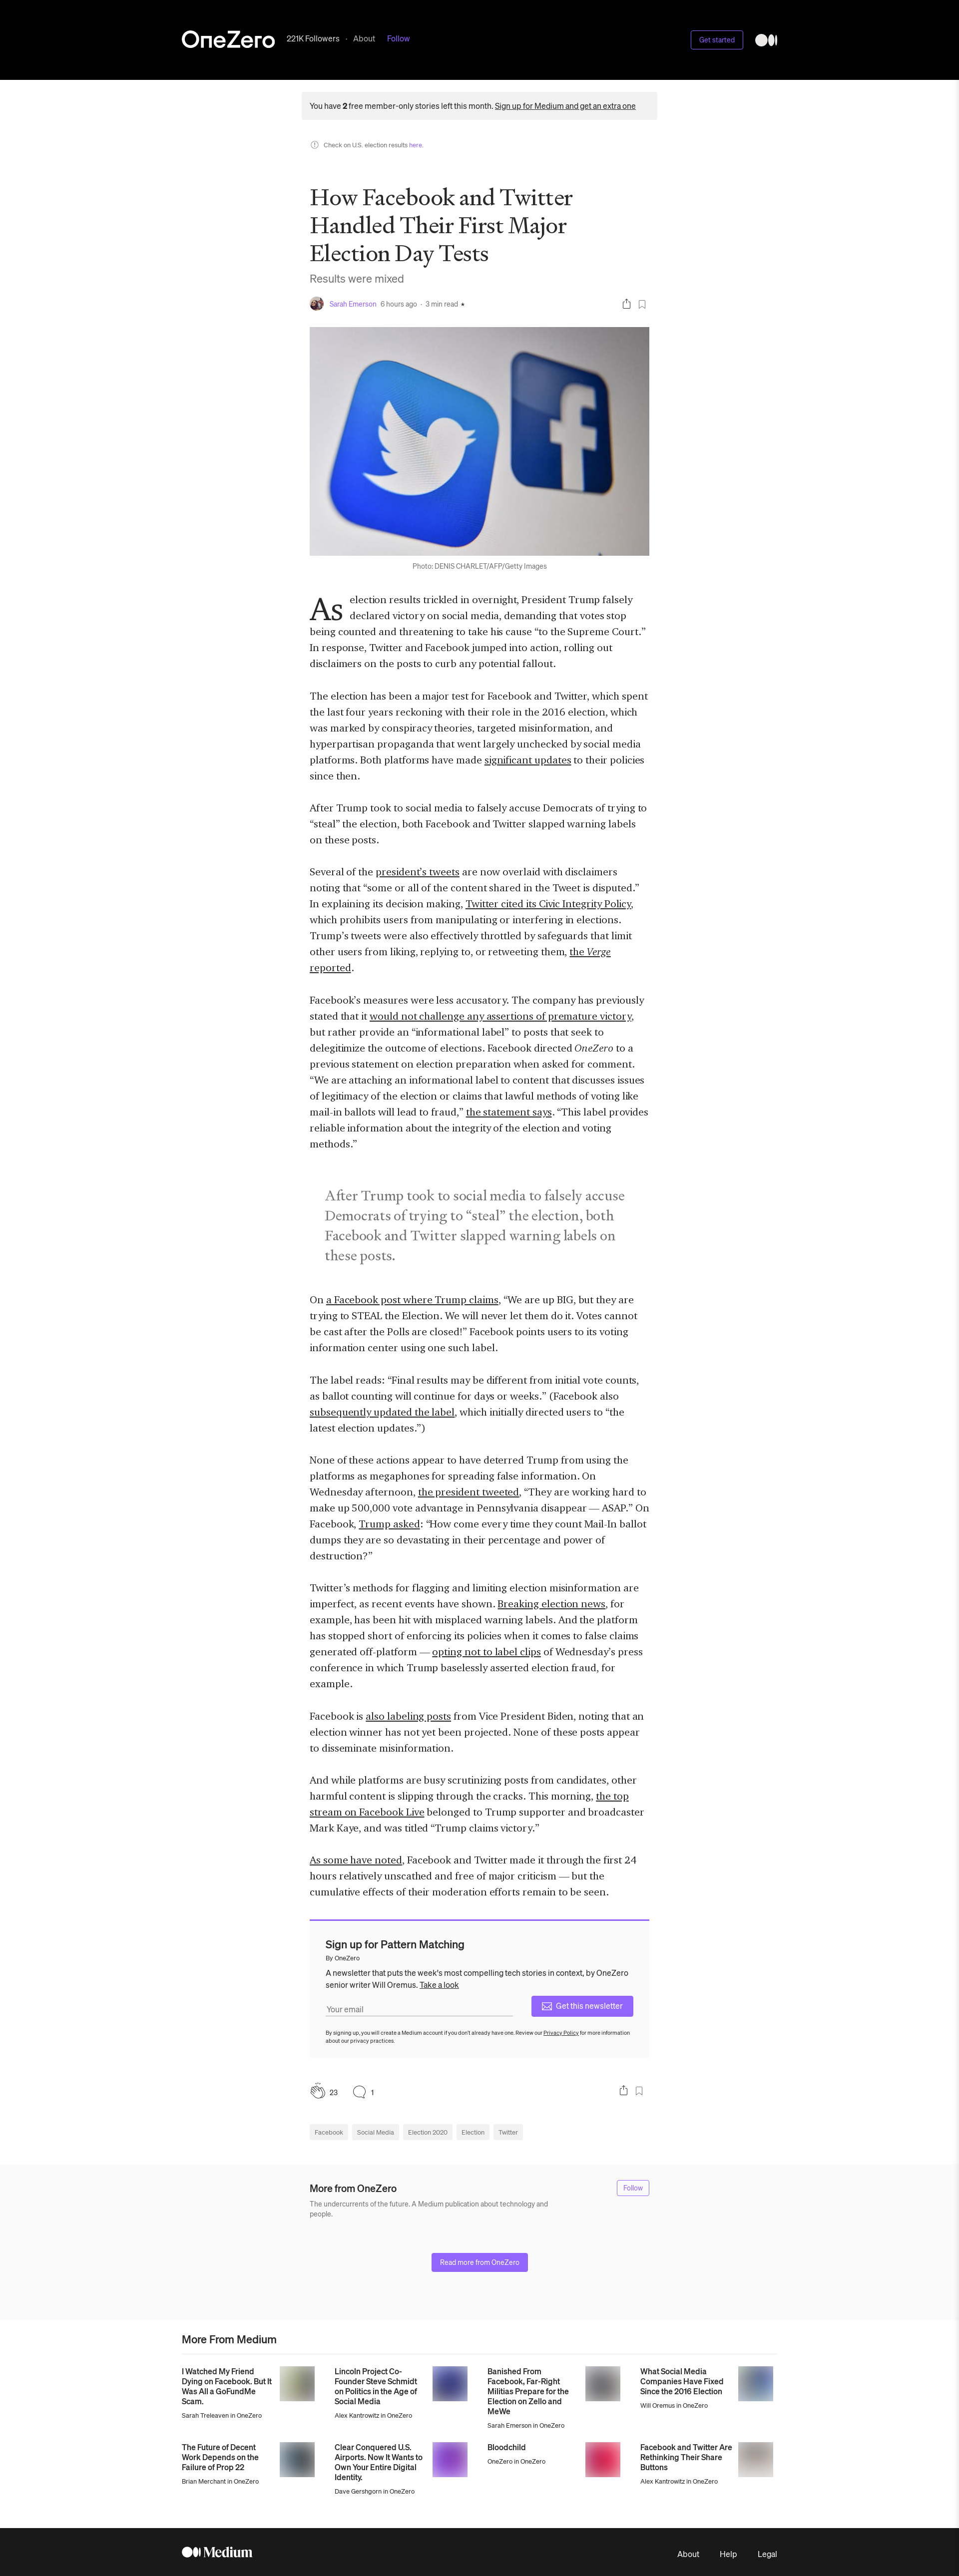 OneZero
221K Followers · About Follow
Get started
You have 2 free member-only stories left this month. Sign up for Medium and get an extra one
Check on U.S. election results here.
How Facebook and Twitter
Handled Their First Major
Election Day Tests
Results were mixed
Sarah Emerson 6 hours ago · 3 min read ★
Photo: DENIS CHARLET/AFP/Getty Images
As election results trickled in overnight, President Trump falsely
declared victory on social media, demanding that votes stop
being counted and threatening to take his cause “to the Supreme Court.”
In response, Twitter and Facebook jumped into action, rolling out
disclaimers on the posts to curb any potential fallout.
The election has been a major test for Facebook and Twitter, which spent
the last four years reckoning with their role in the 2016 election, which
was marked by conspiracy theories, targeted misinformation, and
hyperpartisan propaganda that went largely unchecked by social media
platforms. Both platforms have made significant updates to their policies
since then.
After Trump took to social media to falsely accuse Democrats of trying to
“steal” the election, both Facebook and Twitter slapped warning labels
on these posts.
Several of the president’s tweets are now overlaid with disclaimers
noting that “some or all of the content shared in the Tweet is disputed.”
In explaining its decision making, Twitter cited its Civic Integrity Policy,
which prohibits users from manipulating or interfering in elections.
Trump’s tweets were also effectively throttled by safeguards that limit
other users from liking, replying to, or retweeting them, the Verge
reported.
Facebook’s measures were less accusatory. The company has previously
stated that it would not challenge any assertions of premature victory,
but rather provide an “informational label” to posts that seek to
delegitimize the outcome of elections. Facebook directed OneZero to a
previous statement on election preparation when asked for comment.
“We are attaching an informational label to content that discusses issues
of legitimacy of the election or claims that lawful methods of voting like
mail-in ballots will lead to fraud,” the statement says. “This label provides
reliable information about the integrity of the election and voting
methods.”
After Trump took to social media to falsely accuse
Democrats of trying to “steal” the election, both
Facebook and Twitter slapped warning labels on
these posts.
On a Facebook post where Trump claims, “We are up BIG, but they are
trying to STEAL the Election. We will never let them do it. Votes cannot
be cast after the Polls are closed!” Facebook points users to its voting
information center using one such label.
The label reads: “Final results may be different from initial vote counts,
as ballot counting will continue for days or weeks.” (Facebook also
subsequently updated the label, which initially directed users to “the
latest election updates.”)
None of these actions appear to have deterred Trump from using the
platforms as megaphones for spreading false information. On
Wednesday afternoon, the president tweeted, “They are working hard to
make up 500,000 vote advantage in Pennsylvania disappear — ASAP.” On
Facebook, Trump asked: “How come every time they count Mail-In ballot
dumps they are so devastating in their percentage and power of
destruction?”
Twitter’s methods for flagging and limiting election misinformation are
imperfect, as recent events have shown. Breaking election news, for
example, has been hit with misplaced warning labels. And the platform
has stopped short of enforcing its policies when it comes to false claims
generated off-platform — opting not to label clips of Wednesday’s press
conference in which Trump baselessly asserted election fraud, for
example.
Facebook is also labeling posts from Vice President Biden, noting that an
election winner has not yet been projected. None of these posts appear
to disseminate misinformation.
And while platforms are busy scrutinizing posts from candidates, other
harmful content is slipping through the cracks. This morning, the top
stream on Facebook Live belonged to Trump supporter and broadcaster
Mark Kaye, and was titled “Trump claims victory.”
As some have noted, Facebook and Twitter made it through the first 24
hours relatively unscathed and free of major criticism — but the
cumulative effects of their moderation efforts remain to be seen.
Sign up for Pattern Matching
By OneZero
A newsletter that puts the week's most compelling tech stories in context, by OneZero
senior writer Will Oremus. Take a look
Your email
Get this newsletter
By signing up, you will create a Medium account if you don't already have one. Review our Privacy Policy for more information
about our privacy practices.
23 1
Facebook Social Media Election 2020 Election Twitter
More from OneZero
Follow
The undercurrents of the future. A Medium publication about technology and
people.
Read more from OneZero
More From Medium
I Watched My Friend
Dying on Facebook. But It
Was All a GoFundMe
Scam.
Sarah Treleaven in OneZero
Lincoln Project Co-
Founder Steve Schmidt
on Politics in the Age of
Social Media
Alex Kantrowitz in OneZero
Banished From
Facebook, Far-Right
Militias Prepare for the
Election on Zello and
MeWe
Sarah Emerson in OneZero
What Social Media
Companies Have Fixed
Since the 2016 Election
Will Oremus in OneZero
The Future of Decent
Work Depends on the
Failure of Prop 22
Brian Merchant in OneZero
Clear Conquered U.S.
Airports. Now It Wants to
Own Your Entire Digital
Identity.
Dave Gershgorn in OneZero
Bloodchild
OneZero in OneZero
Facebook and Twitter Are
Rethinking Their Share
Buttons
Alex Kantrowitz in OneZero
Medium
About Help Legal